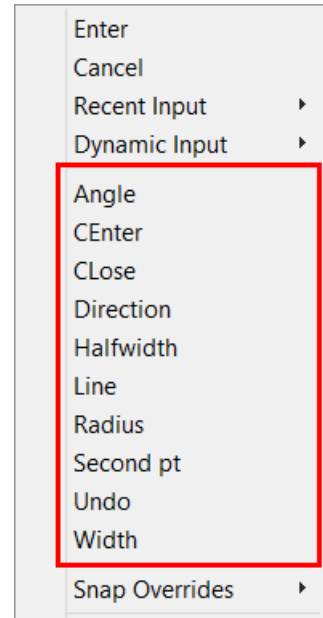 Enter
Cancel
Recent Input
Dynamic Input
Angle
CEnter
CLose
Direction
Halfwidth
Line
Radius
Second pt
Undo
Width
Snap Overrides